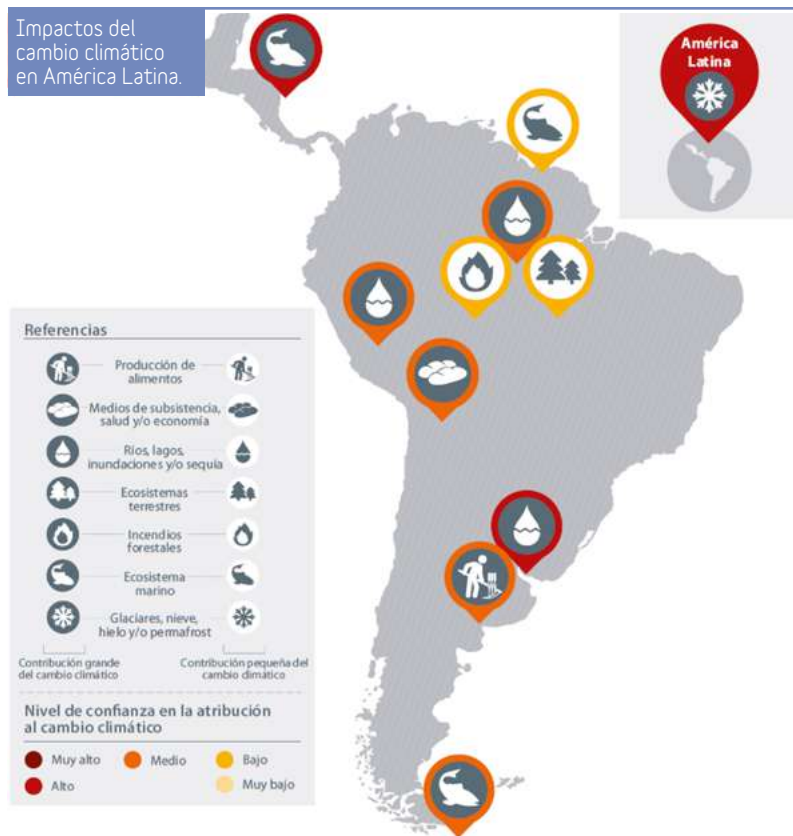 Impactos del
cambio climático
en América Latina.
América
Latina
Referencias
Producción de
alimentos
Medios de subsistencia,
salud y/o economía
Ríos, lagos,
inundaciones y/o sequía
Ecosistemas
terrestres
Incendios
forestales
Ecosistema
marino
Glaciares, nieve,
hielo y/o permafrost
Contribución grande
del cambio climático
Contribución pequeña del
cambio climático
Nivel de confianza en la atribución
al cambio climático
Muy alto
Medio
Bajo
Alto
Muy bajo